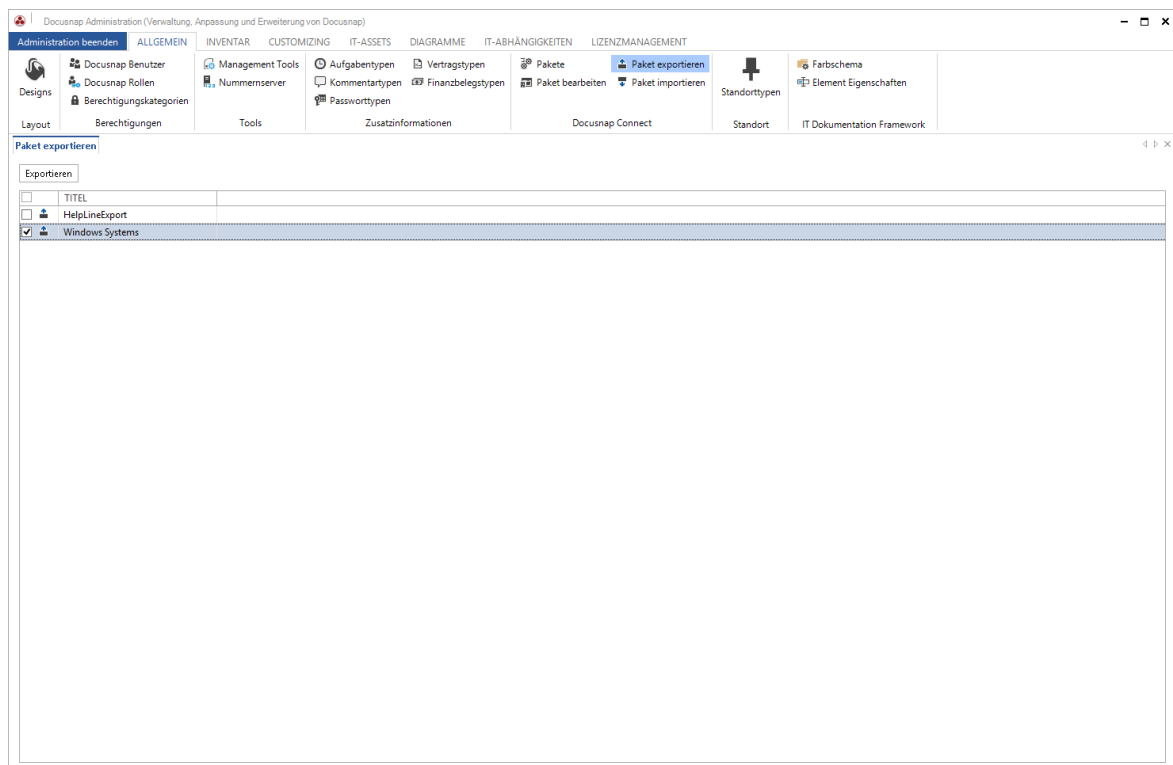 Docusnap Administration (Verwaltung, Anpassung und Erweiterung von Docusnap)
Administration beenden ALLGEMEIN INVENTAR CUSTOMIZING IT-ASSETS DIAGRAMME IT-ABHÄNGIGKEITEN LIZENZMANAGEMENT
Docusnap Benutzer Management Tools Aufgabentypen Vertragstypen Pakete Paket exportieren Farbschema
Docusnap Rollen Nummernserver Kommentartypen Finanzbelegstypen Paket bearbeiten Paket importieren Element Eigenschaften
Designs Standorttypen
Berechtigungskategorien Passworttypen
Layout Berechtigungen Tools Zusatzinformationen Docusnap Connect Standort IT Dokumentation Framework
Paket exportieren
Exportieren
TITEL
HelpLineExport
Windows Systems